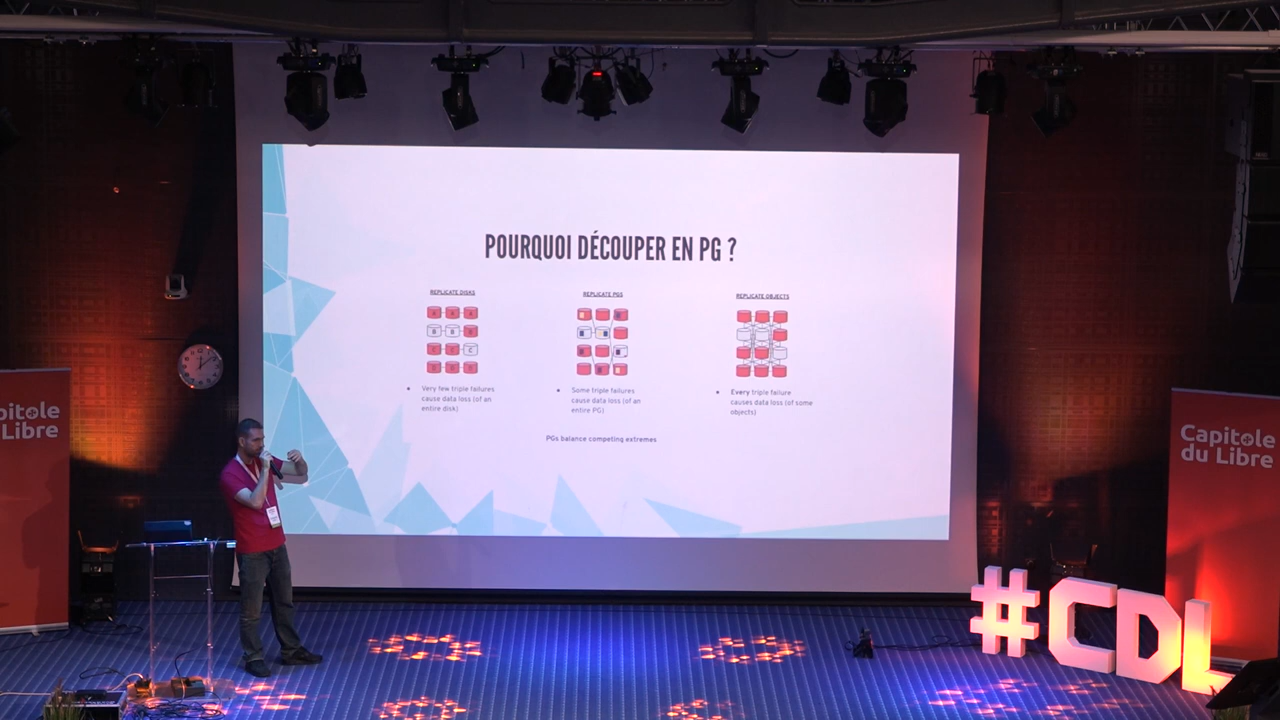 POURQUOI DÉCOUPER EN PG ?
REPLICATE DISKS
Very few triple failures
cause data loss (of an
entire disk)
REPLICATE PGS
Some triple failures
cause data loss (of an
entire PG)
REPLICATE OBJECTS
Every triple failure
causes data loss (of some
objects)
PGs balance competing extremes
pitole
Libre
Capitole
du Libre
#CDL